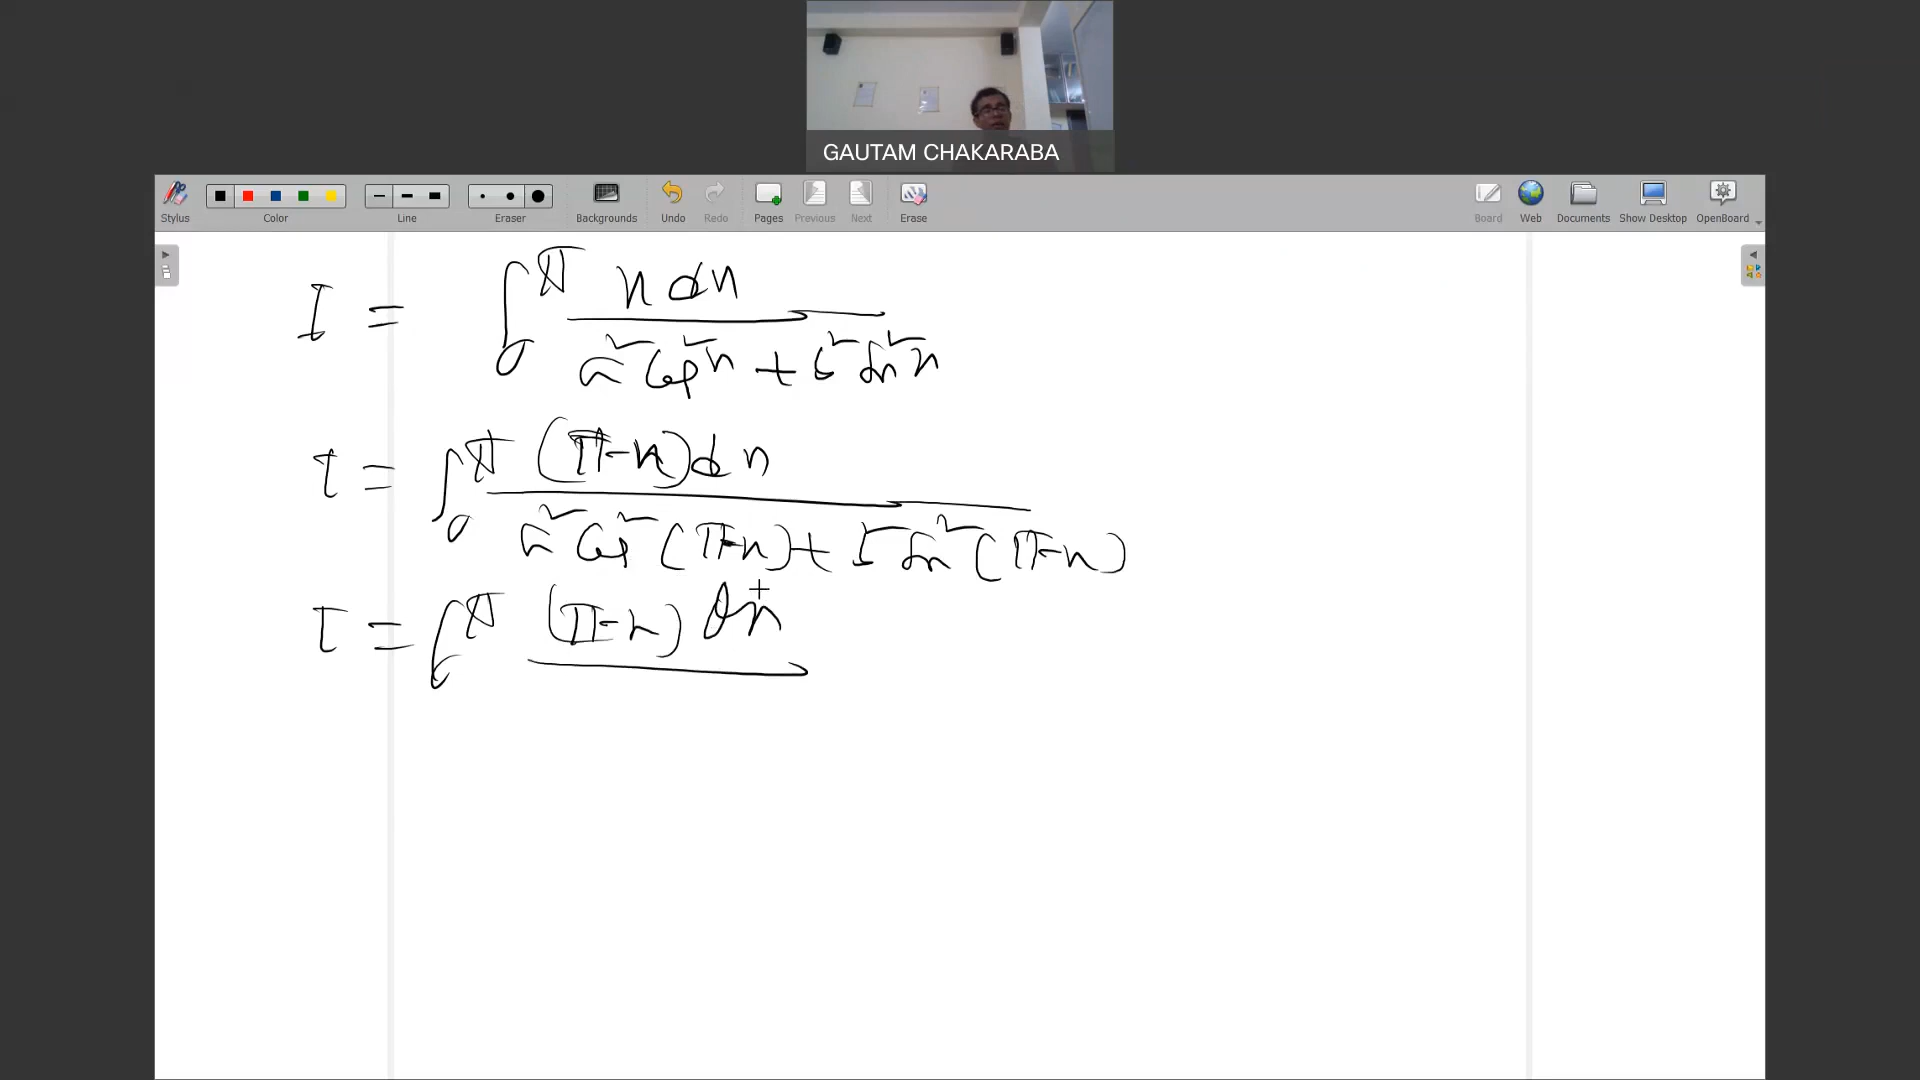 GAUTAM CHAKARABA
Stylus Color Line Eraser Backgrounds Undo Redo Pages Previous Next Erase Board Web Documents Show Desktop OpenBoard
I = ∫₀^π x dx / (a² cos² x + b² sin² x)
I = ∫₀^π (π-x) dx / (a² cos² (π-x) + b² sin² (π-x))
I = ∫₀^π (π-x) dx